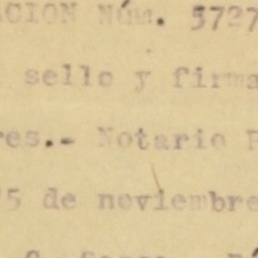 ACION NÚM. 5727
sello y firma
res.- Notario P
5 de noviembre